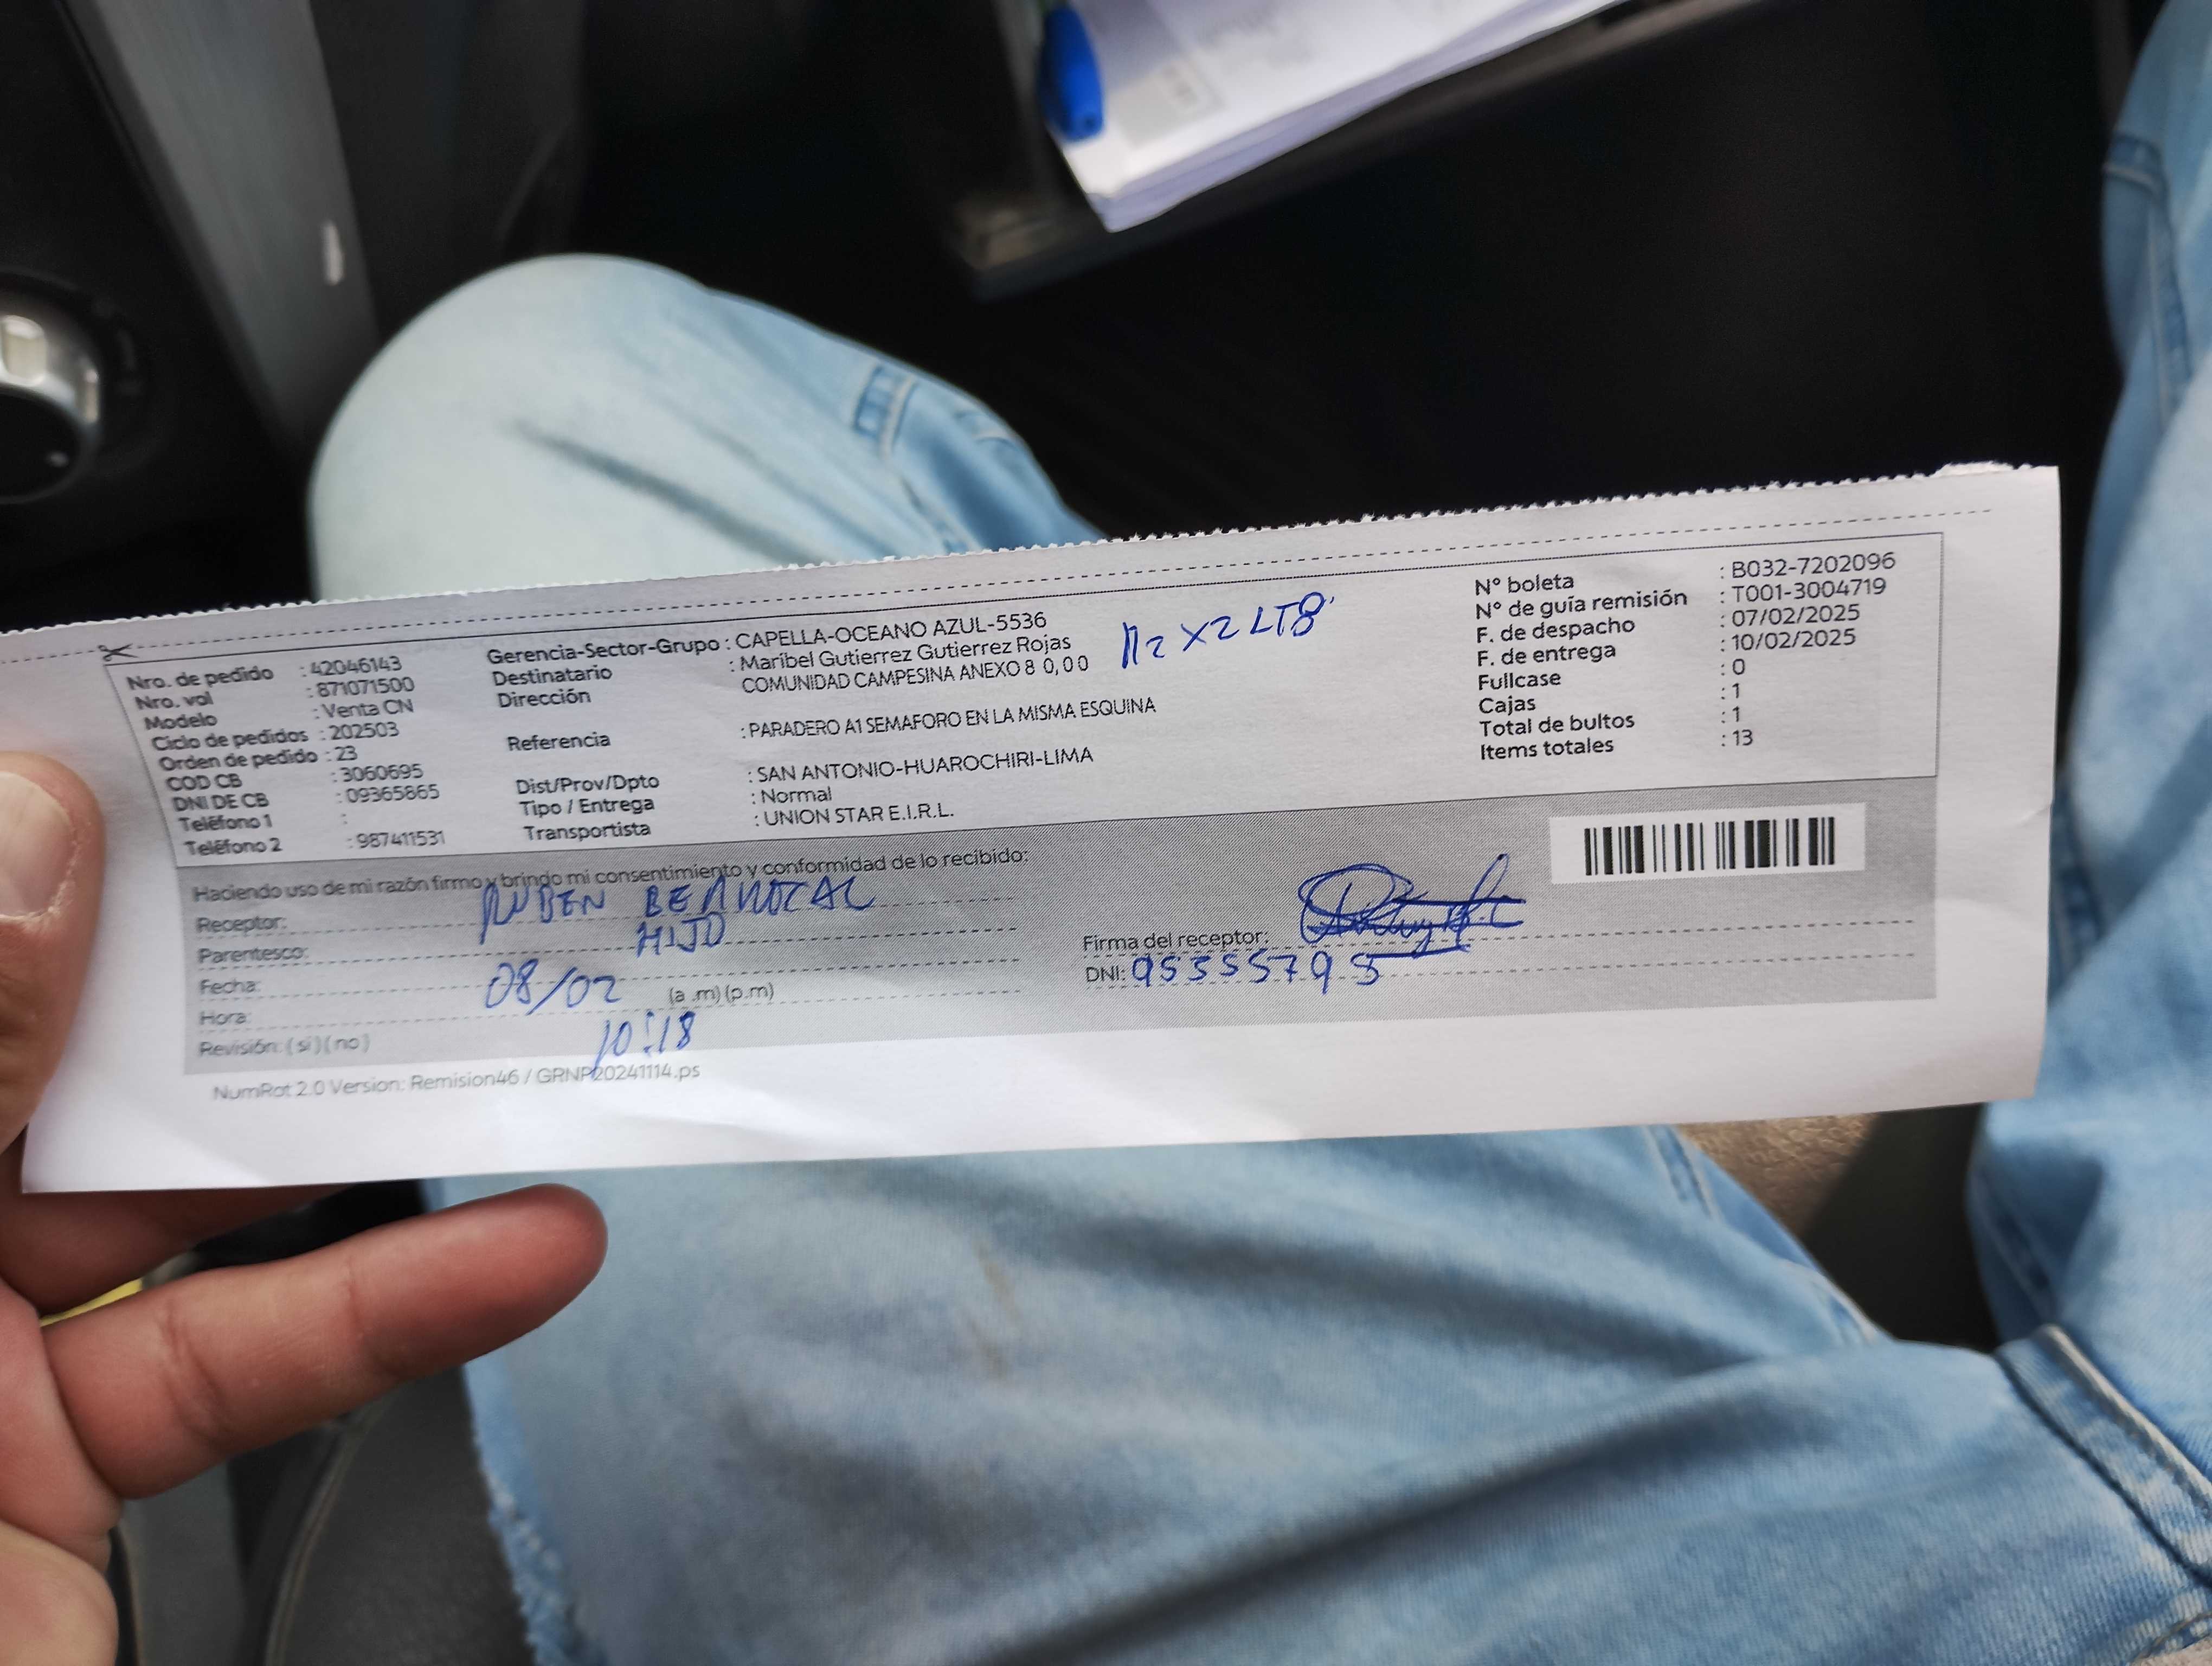 Nro. de pedido : 42046143
Nro. val : 871071500
Modelo : Venta CN
Ciclo de pedidos : 202503
Orden de pedido : 23
COD CB : 3060695
DNI DE CB : 09365865
Teléfono 1 :
Teléfono 2 : 987411531
Gerencia-Sector-Grupo : CAPELLA-OCEANO AZUL-5536
Destinatario : Maribel Gutierrez Gutierrez Rojas
Dirección COMUNIDAD CAMPESINA ANEXO 8 0,00
Referencia : PARADERO A1 SEMAFORO EN LA MISMA ESQUINA
Dist/Prov/Dpto : SAN ANTONIO-HUAROCHIRI-LIMA
Tipo / Entrega : Normal
Transportista : UNION STAR E.I.R.L.
N° boleta : B032-7202096
N° de guía remisión : T001-3004719
F. de despacho : 07/02/2025
F. de entrega : 10/02/2025
Fullcase : 0
Cajas : 1
Total de bultos : 1
Items totales : 13
Haciendo uso de mi razón firmo y brindo mi consentimiento y conformidad de lo recibido:
Receptor: RUBEN
Parentesco: HIJO
Fecha: 08/02
Hora: (a .m) (p.m) 10:18
Revisión: ( si ) ( no )
Firma del receptor:
DNI: 95355795
NumRot 2.0 Version: Remision46 / GRNP20241114.ps